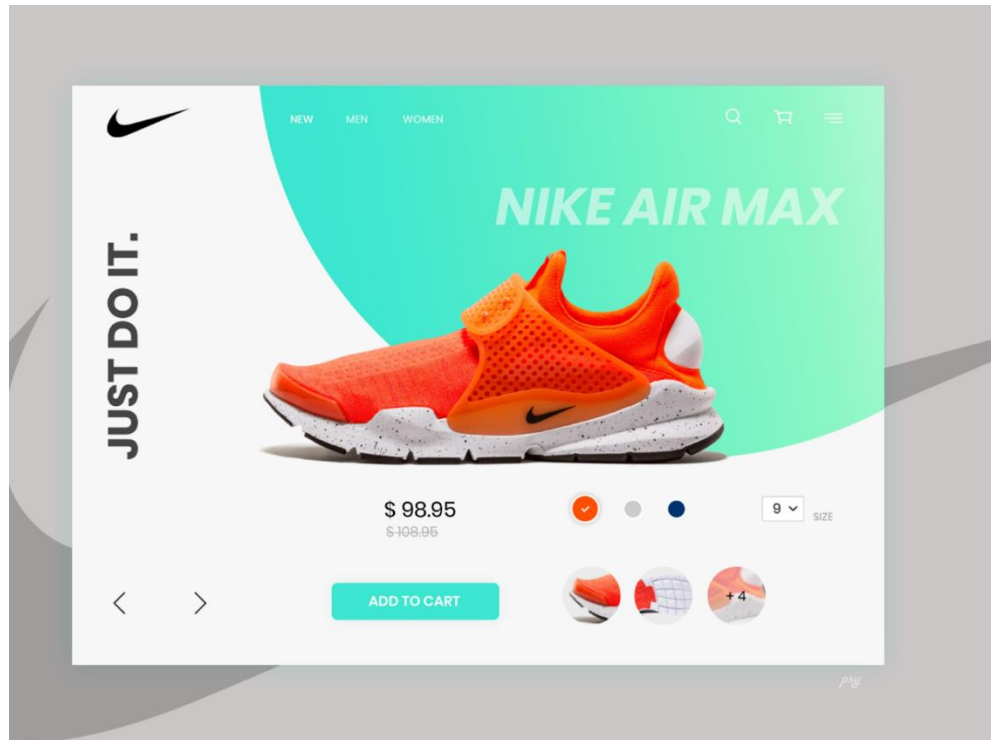 NEW MEN WOMEN
NIKE AIR MAX
JUST DO IT.
$ 98.95
$ 108.95
9
SIZE
ADD TO CART
+ 4
psy